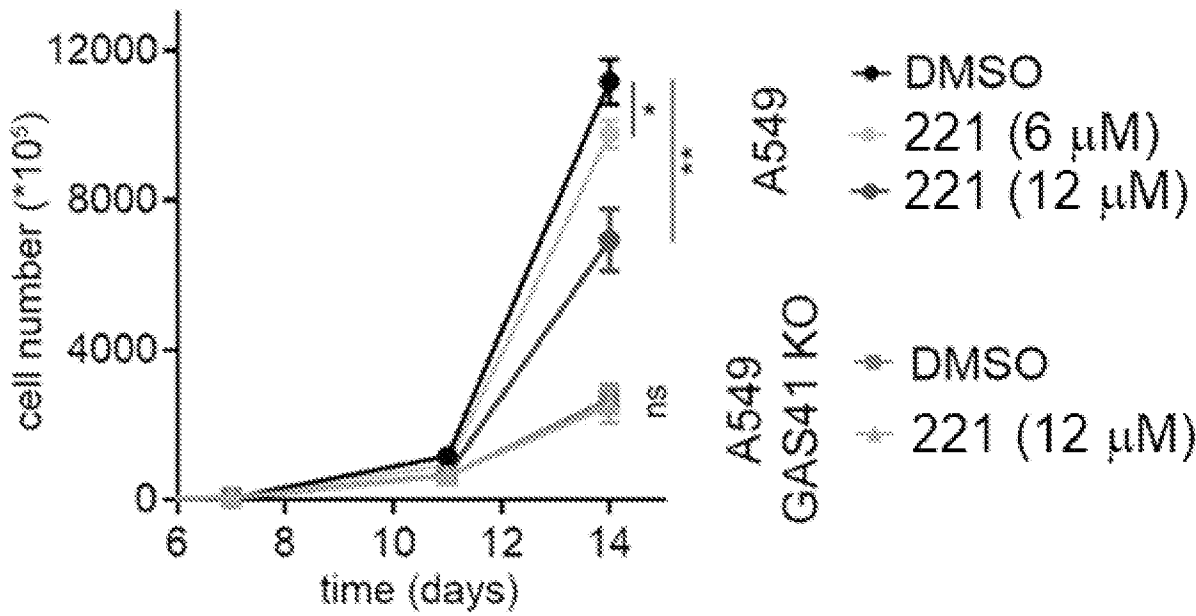 12000
8000
4000
0
cell number (*10⁵)
6
8
10
12
14
time (days)
*
**
ns
A549
DMSO
221 (6 μM)
221 (12 μM)
A549
GAS41 KO
DMSO
221 (12 μM)